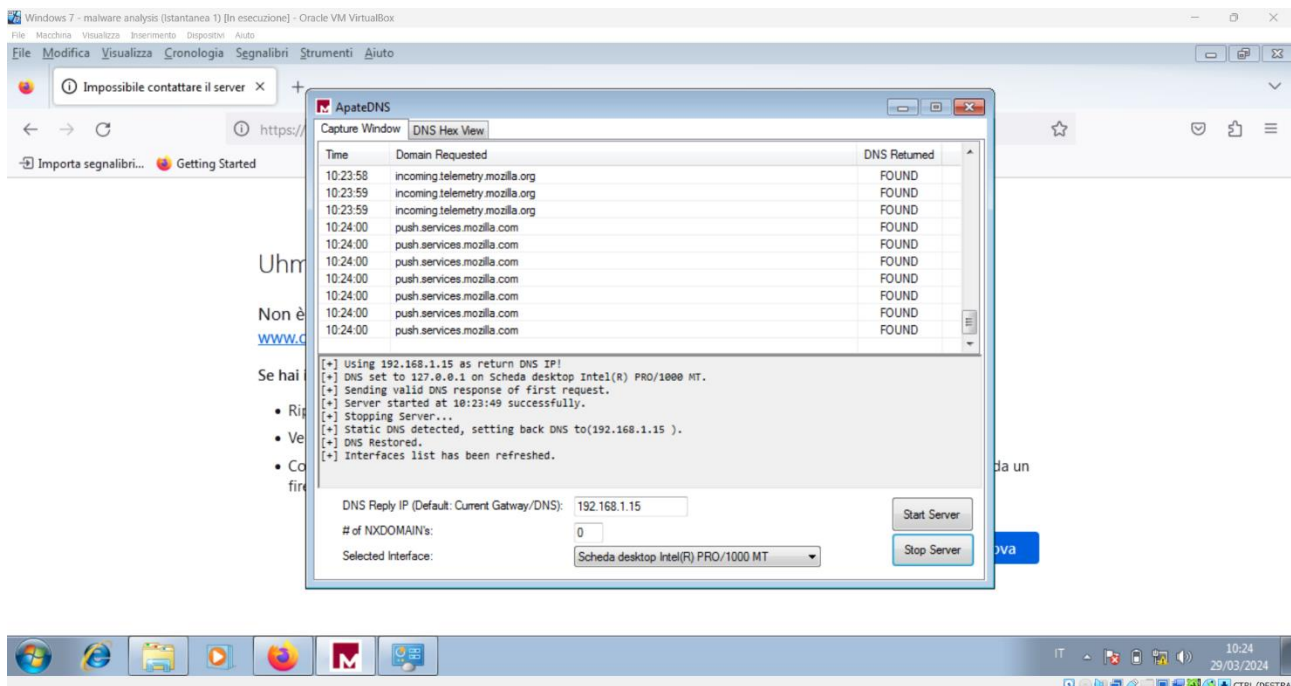 Windows 7 - malware analysis (Istantanea 1) [In esecuzione] - Oracle VM VirtualBox
File Macchina Visualizza Inserimento Dispositivi Aiuto
File Modifica Visualizza Cronologia Segnalibri Strumenti Aiuto
Impossibile contattare il server
https://
Importa segnalibri... Getting Started
Uhm
Non è
www.
Se hai
ApateDNS
Capture Window DNS Hex View
Time Domain Requested DNS Returned
10:23:58 incoming.telemetry.mozilla.org FOUND
10:23:59 incoming.telemetry.mozilla.org FOUND
10:23:59 incoming.telemetry.mozilla.org FOUND
10:24:00 push.services.mozilla.com FOUND
10:24:00 push.services.mozilla.com FOUND
10:24:00 push.services.mozilla.com FOUND
10:24:00 push.services.mozilla.com FOUND
10:24:00 push.services.mozilla.com FOUND
10:24:00 push.services.mozilla.com FOUND
10:24:00 push.services.mozilla.com FOUND
[+] Using 192.168.1.15 as return DNS IP!
[+] DNS set to 127.0.0.1 on Scheda desktop Intel(R) PRO/1000 MT.
[+] Sending valid DNS response of first request.
[+] Server started at 10:23:49 successfully.
[+] Stopping Server...
[+] Static DNS detected, setting back DNS to(192.168.1.15 ).
[+] DNS Restored.
[+] Interfaces list has been refreshed.
DNS Reply IP (Default: Current Gatway/DNS): 192.168.1.15
Start Server
# of NXDOMAIN's: 0
Selected Interface: Scheda desktop Intel(R) PRO/1000 MT
Stop Server
da un
ova
IT
10:24
29/03/2024